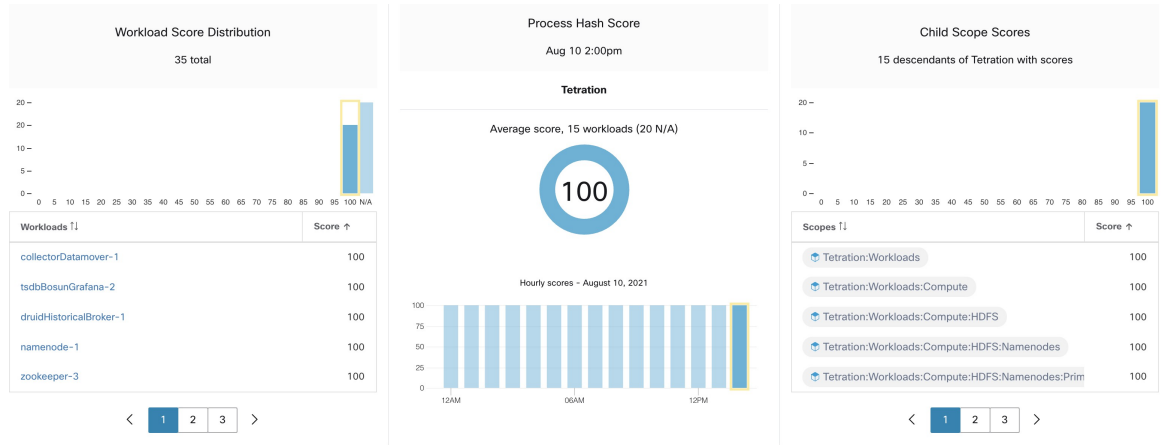 Workload Score Distribution
35 total
20
20
10
5
0
0 5 10 15 20 25 30 35 40 45 50 55 60 65 70 75 80 85 90 95 100 N/A
Workloads Score
collectorDatamover-1 100
tsdbBosunGrafana-2 100
druidHistoricalBroker-1 100
namenode-1 100
zookeeper-3 100
1 2 3
Process Hash Score
Aug 10 2:00pm
Tetration
Average score, 15 workloads (20 N/A)
100
Hourly scores - August 10, 2021
100
75
50
25
0
12AM 06AM 12PM
Child Scope Scores
15 descendants of Tetration with scores
20
10
5
0
0 5 10 15 20 25 30 35 40 45 50 55 60 65 70 75 80 85 90 95 100
Scopes Score
Tetration:Workloads 100
Tetration:Workloads:Compute 100
Tetration:Workloads:Compute:HDFS 100
Tetration:Workloads:Compute:HDFS:Namenodes 100
Tetration:Workloads:Compute:HDFS:Namenodes:Prim 100
1 2 3